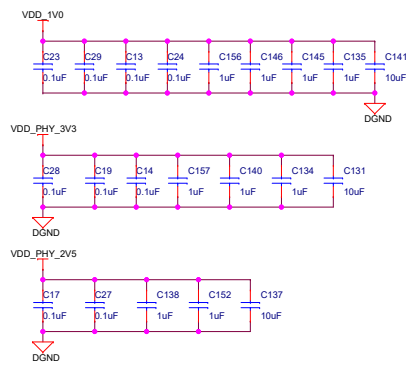 VDD_1V0
C23 C29 C13 C24 C156 C146 C145 C135 C141
0.1uF 0.1uF 0.1uF 0.1uF 1uF 1uF 1uF 1uF 10uF
DGND
VDD_PHY_3V3
C28 C19 C14 C157 C140 C134 C131
0.1uF 0.1uF 0.1uF 1uF 1uF 1uF 10uF
DGND
VDD_PHY_2V5
C17 C27 C138 C152 C137
0.1uF 0.1uF 1uF 1uF 10uF
DGND